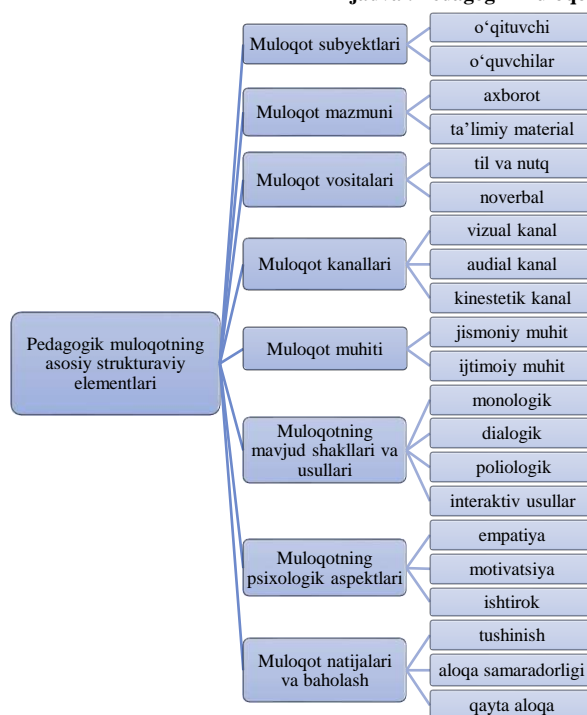 Pedagogik muloqotning
asosiy strukturaviy
elementlari
Muloqot subyektlari
o‘qituvchi
o‘quvchilar
Muloqot mazmuni
axborot
ta’limiy material
Muloqot vositalari
til va nutq
noverbal
Muloqot kanallari
vizual kanal
audial kanal
kinestetik kanal
Muloqot muhiti
jismoniy muhit
ijtimoiy muhit
Muloqotning
mavjud shakllari va
usullari
monologik
dialogik
poliologik
interaktiv usullar
Muloqotning
psixologik aspektlari
empatiya
motivatsiya
ishtirok
Muloqot natijalari
va baholash
tushinish
aloqa samaradorligi
qayta aloqa